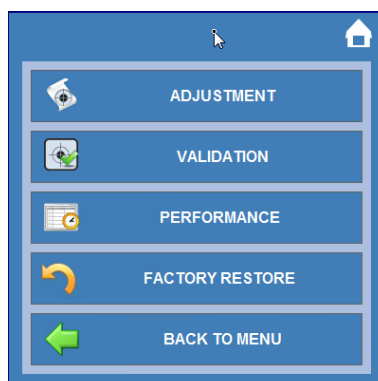 ADJUSTMENT
VALIDATION
PERFORMANCE
FACTORY RESTORE
BACK TO MENU